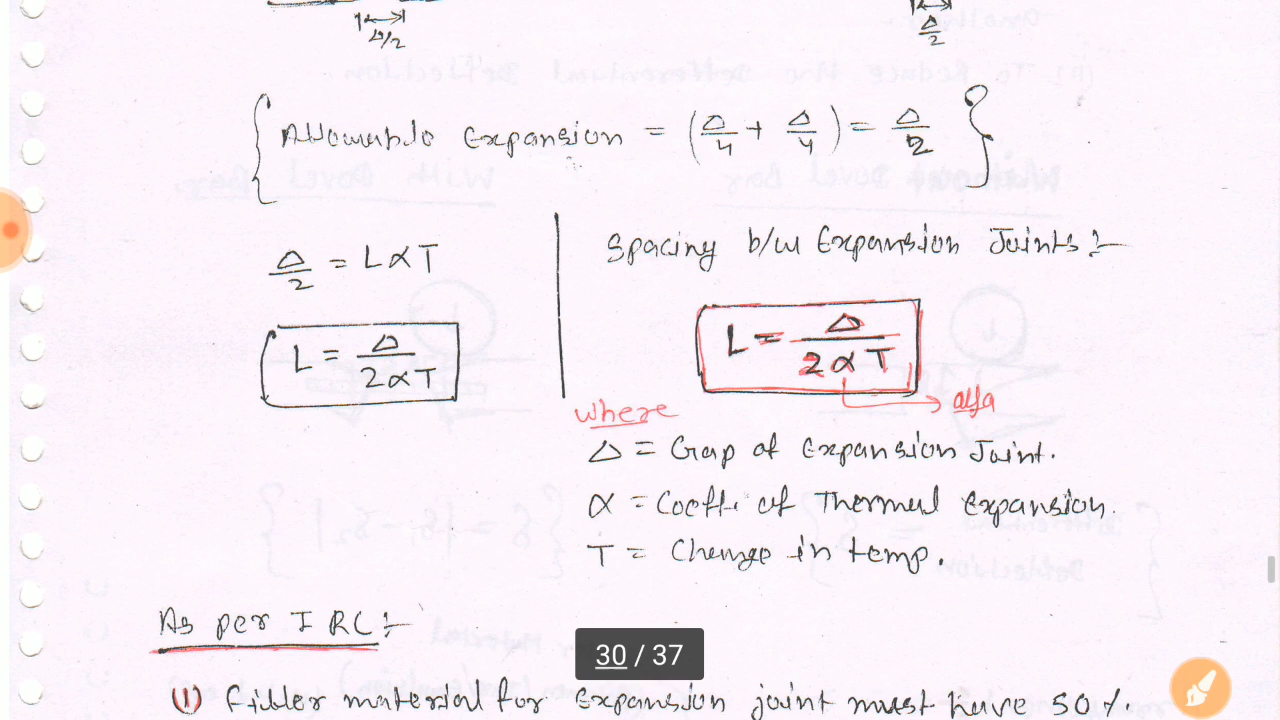 Δ/2
Δ/2
Allowable Expansion = (Δ/4 + Δ/4) = Δ/2
Δ/2 = LαT
L = Δ/2αT
Spacing b/w Expansion Joints :-
L = Δ/2αT
alfa
where
Δ = Gap of Expansion Joint.
α = Coeff. of Thermal Expansion.
T = Change in temp.
As per IRC :-
30 / 37
(1) Filler material for Expansion joint must have 50%.